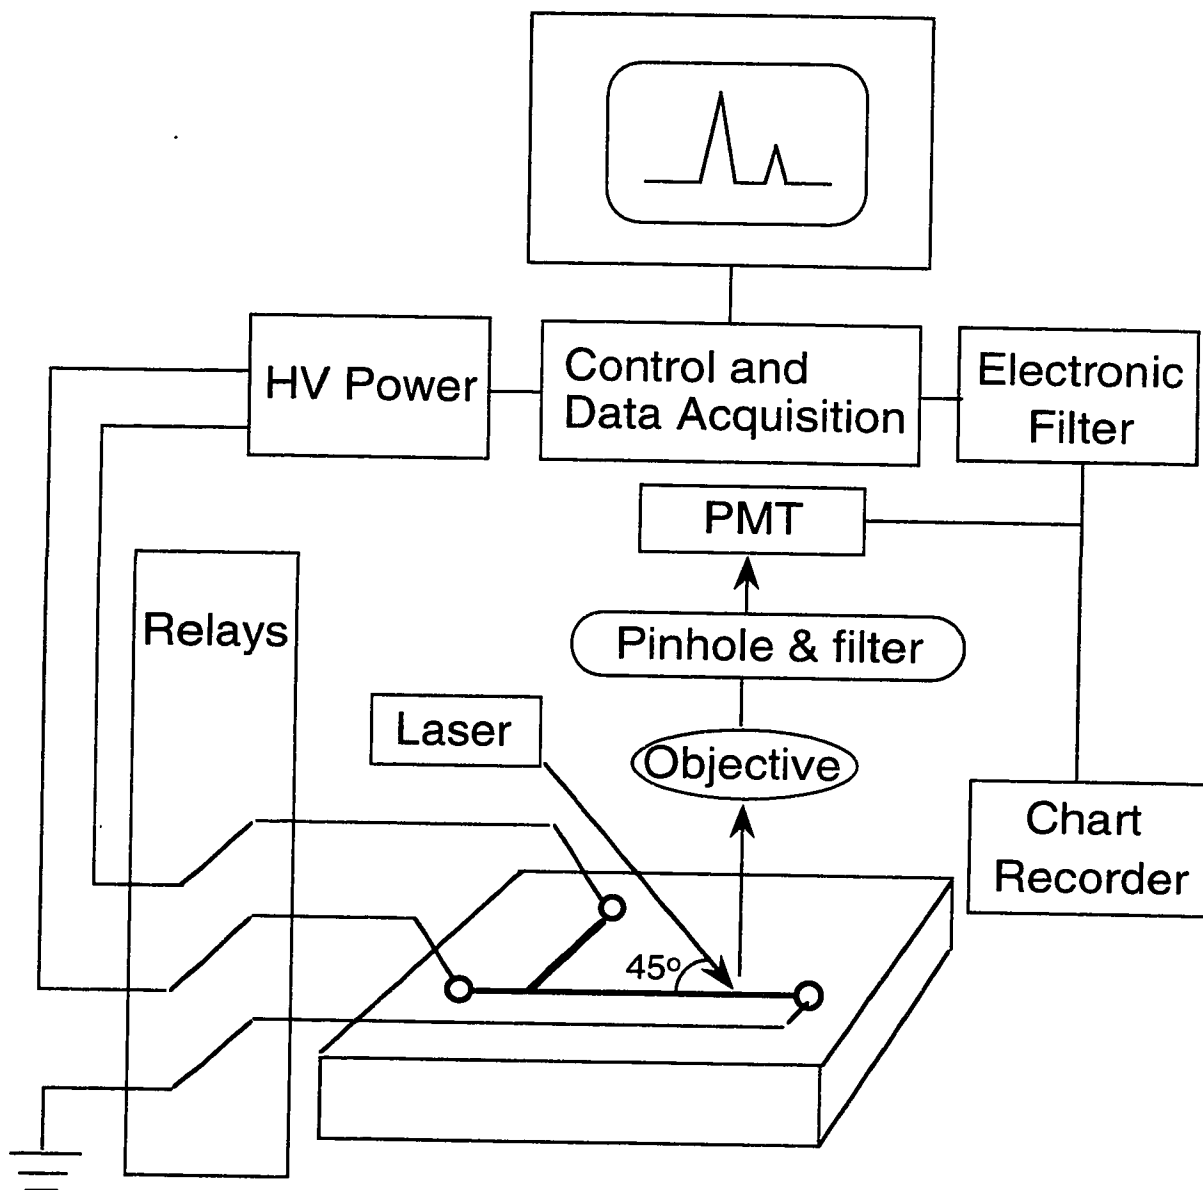 HV Power
Control and
Data Acquisition
Electronic
Filter
PMT
Relays
Pinhole & filter
Laser
Objective
Chart
Recorder
45º